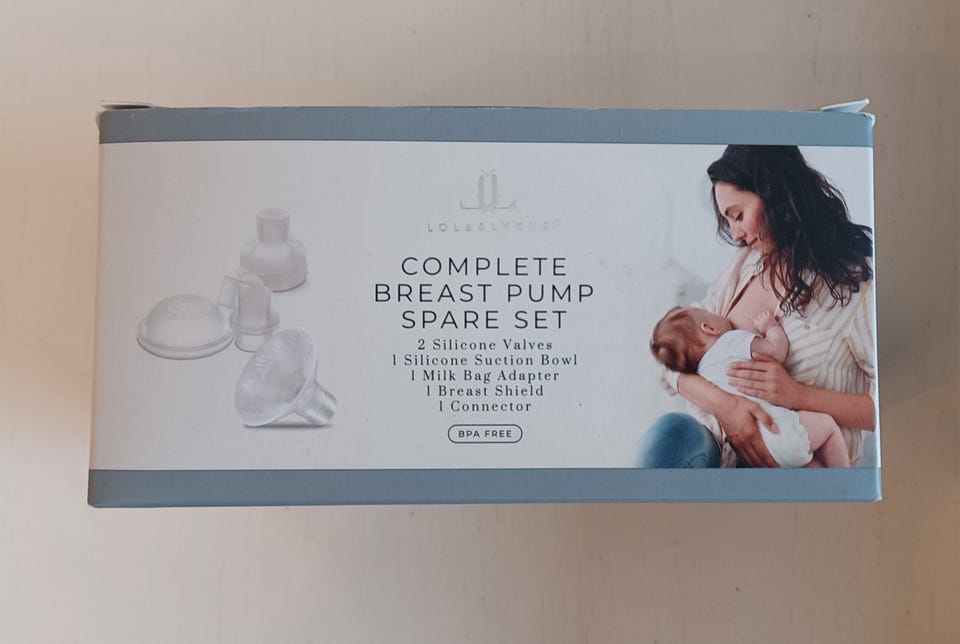 LOLA&LYKKE®
COMPLETE
BREAST PUMP
SPARE SET
2 Silicone Valves
1 Silicone Suction Bowl
1 Milk Bag Adapter
1 Breast Shield
1 Connector
BPA FREE